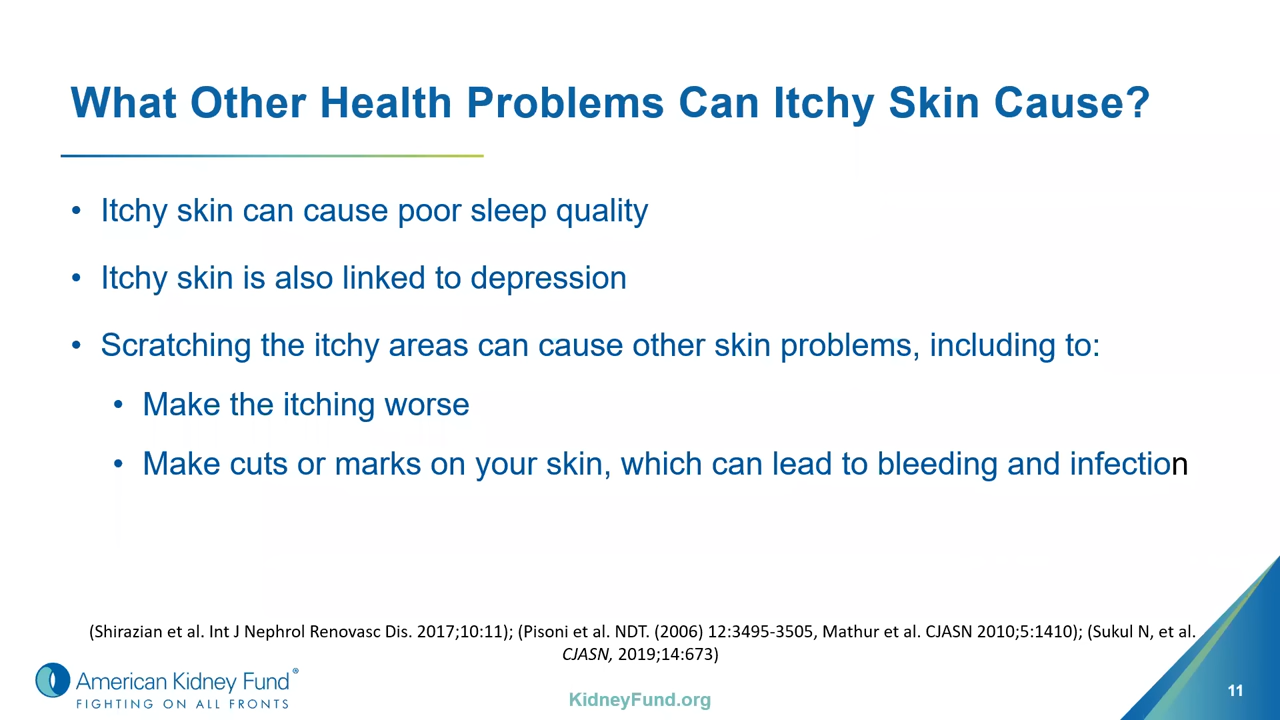 What Other Health Problems Can Itchy Skin Cause?
• Itchy skin can cause poor sleep quality
• Itchy skin is also linked to depression
• Scratching the itchy areas can cause other skin problems, including to:
• Make the itching worse
• Make cuts or marks on your skin, which can lead to bleeding and infection
(Shirazian et al. Int J Nephrol Renovasc Dis. 2017;10:11); (Pisoni et al. NDT. (2006) 12:3495-3505, Mathur et al. CJASN 2010;5:1410); (Sukul N, et al.
CJASN, 2019;14:673)
American Kidney Fund®
FIGHTING ON ALL FRONTS
KidneyFund.org
11